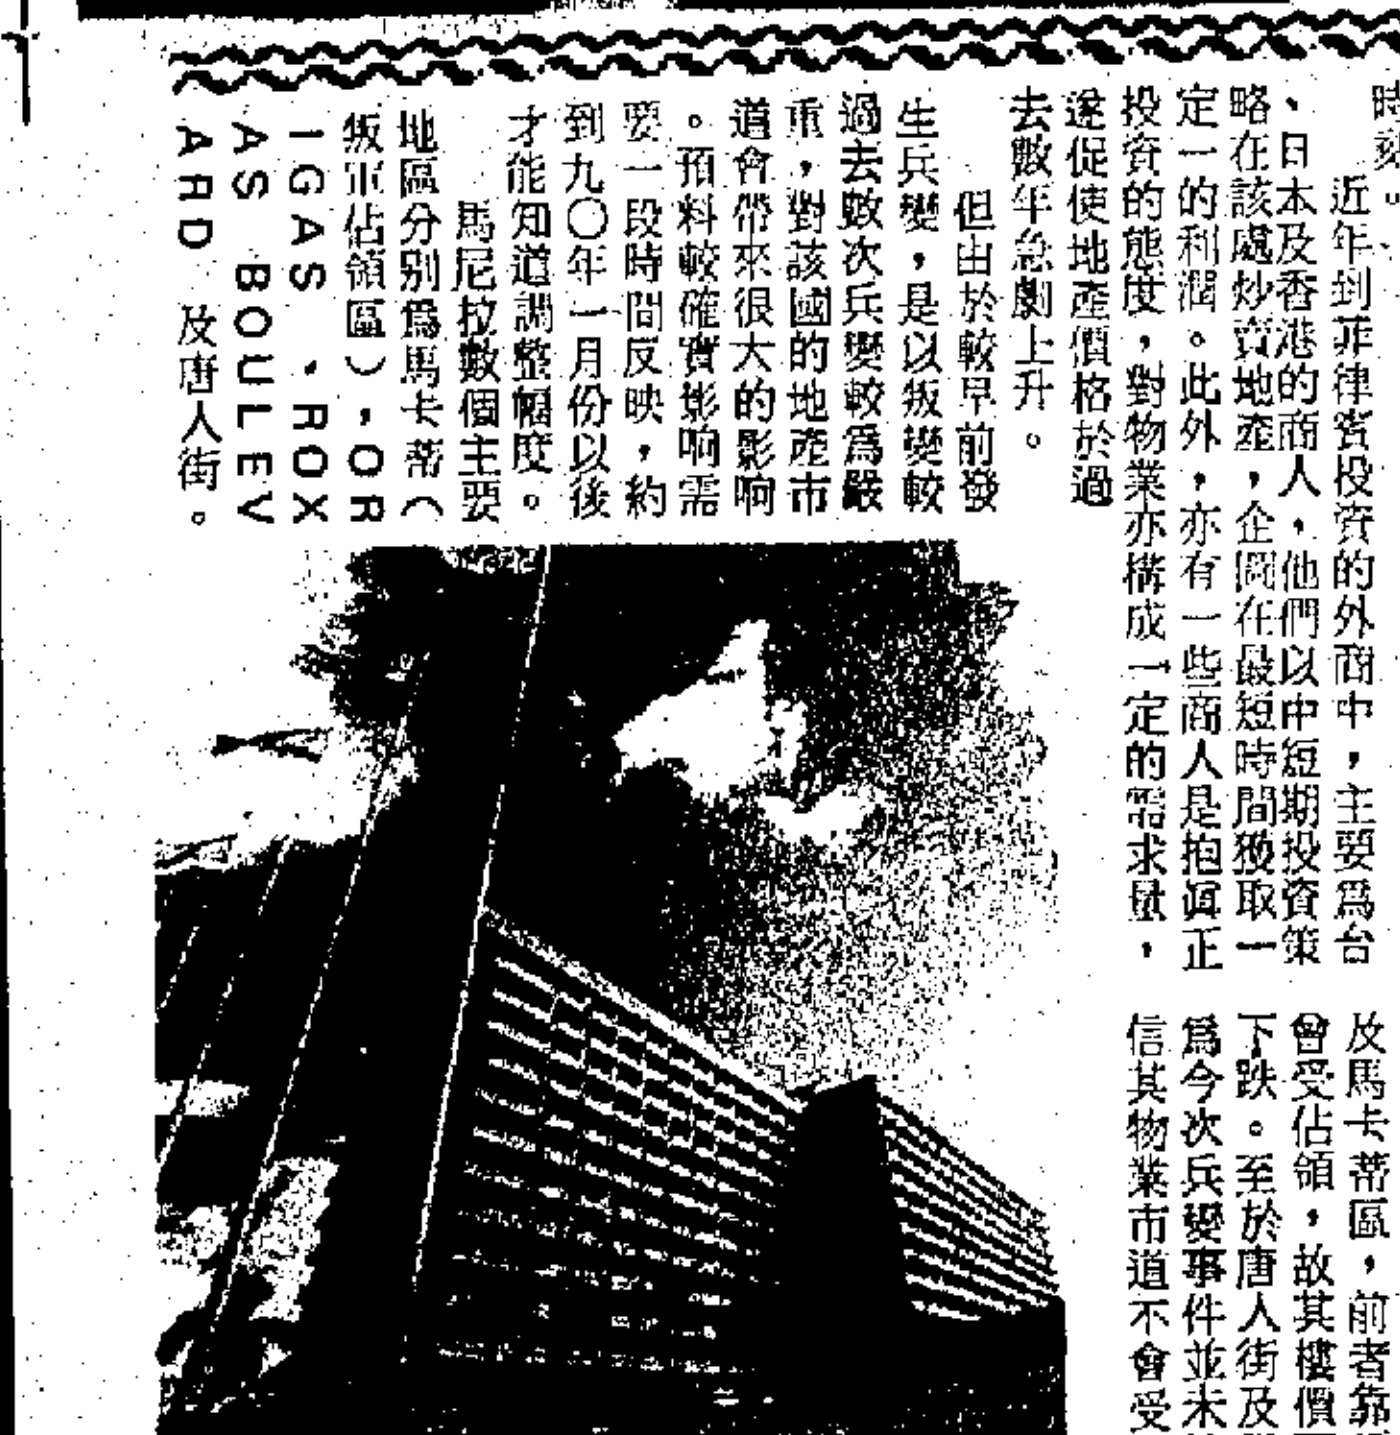 時刻。
近年到菲律賓投資的外商中，主要為台
、日本及香港的商人，他們以中短期投資策
略在該處炒賣地產，企圖在最短時間獲取一
定一的利潤。此外，亦有一些商人是抱眞正
投資的態度，對物業亦構成一定的需求量，
遂促使地產價格於過
去數年急劇上升。
但由於較早前發
生兵變，是以叛變較
過去數次兵變較為嚴
重，對該國的地產市
道會帶來很大的影响
。預料較確實影响需
要一段時間反映，約
到九〇年一月份以後
才能知道調整幅度。
馬尼拉數個主要
地區分別為馬卡蒂（
叛軍佔領區）、OR
IGAS、ROX
AS BOULEV
ARD 及唐人街。
及馬卡蒂區，前者靠
曾受佔領，故其樓價
下跌。至於唐人街及
為今次兵變事件並未
信其物業市道不會受